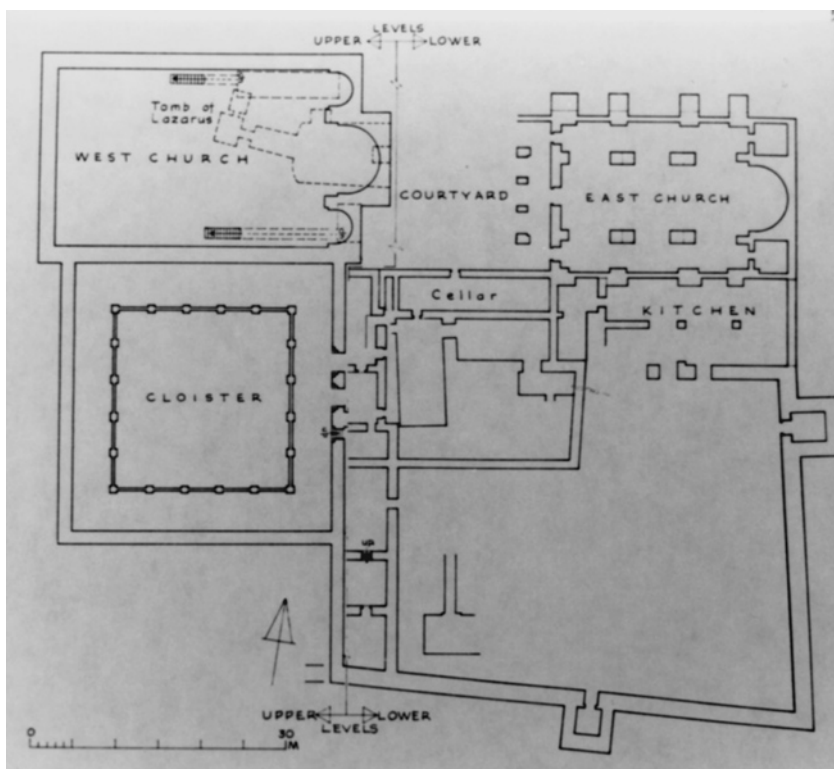 LEVELS
UPPER LOWER
Tomb of
Lazarus
WEST CHURCH
COURTYARD
EAST CHURCH
Cellar
KITCHEN
CLOISTER
UP
UPPER LOWER
LEVELS
0 30
M